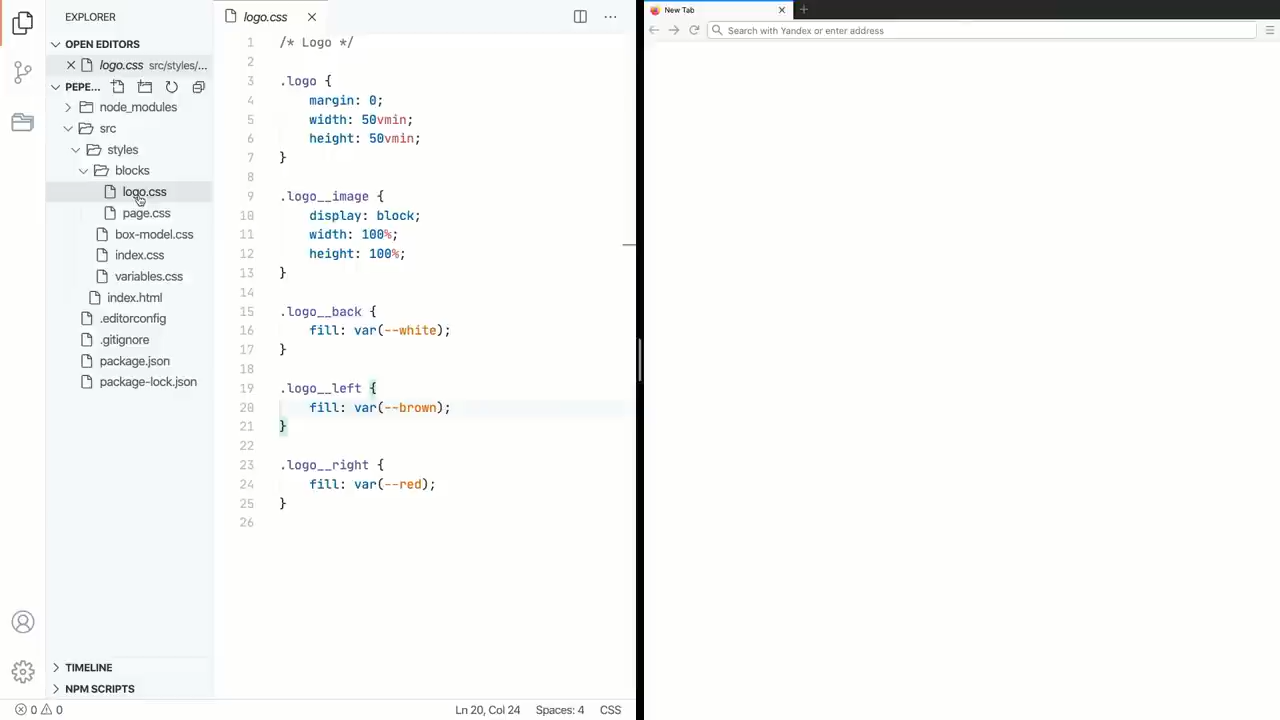 EXPLORER
OPEN EDITORS
logo.css src/styles/...
PEPE...
node_modules
src
styles
blocks
logo.css
page.css
box-model.css
index.css
variables.css
index.html
.editorconfig
.gitignore
package.json
package-lock.json
TIMELINE
NPM SCRIPTS
logo.css
1 /* Logo */
2
3 .logo {
4 margin: 0;
5 width: 50vmin;
6 height: 50vmin;
7 }
8
9 .logo__image {
10 display: block;
11 width: 100%;
12 height: 100%;
13 }
14
15 .logo__back {
16 fill: var(--white);
17 }
18
19 .logo__left {
20 fill: var(--brown);
21 }
22
23 .logo__right {
24 fill: var(--red);
25 }
26
0 0
Ln 20, Col 24 Spaces: 4 CSS
New Tab
Search with Yandex or enter address